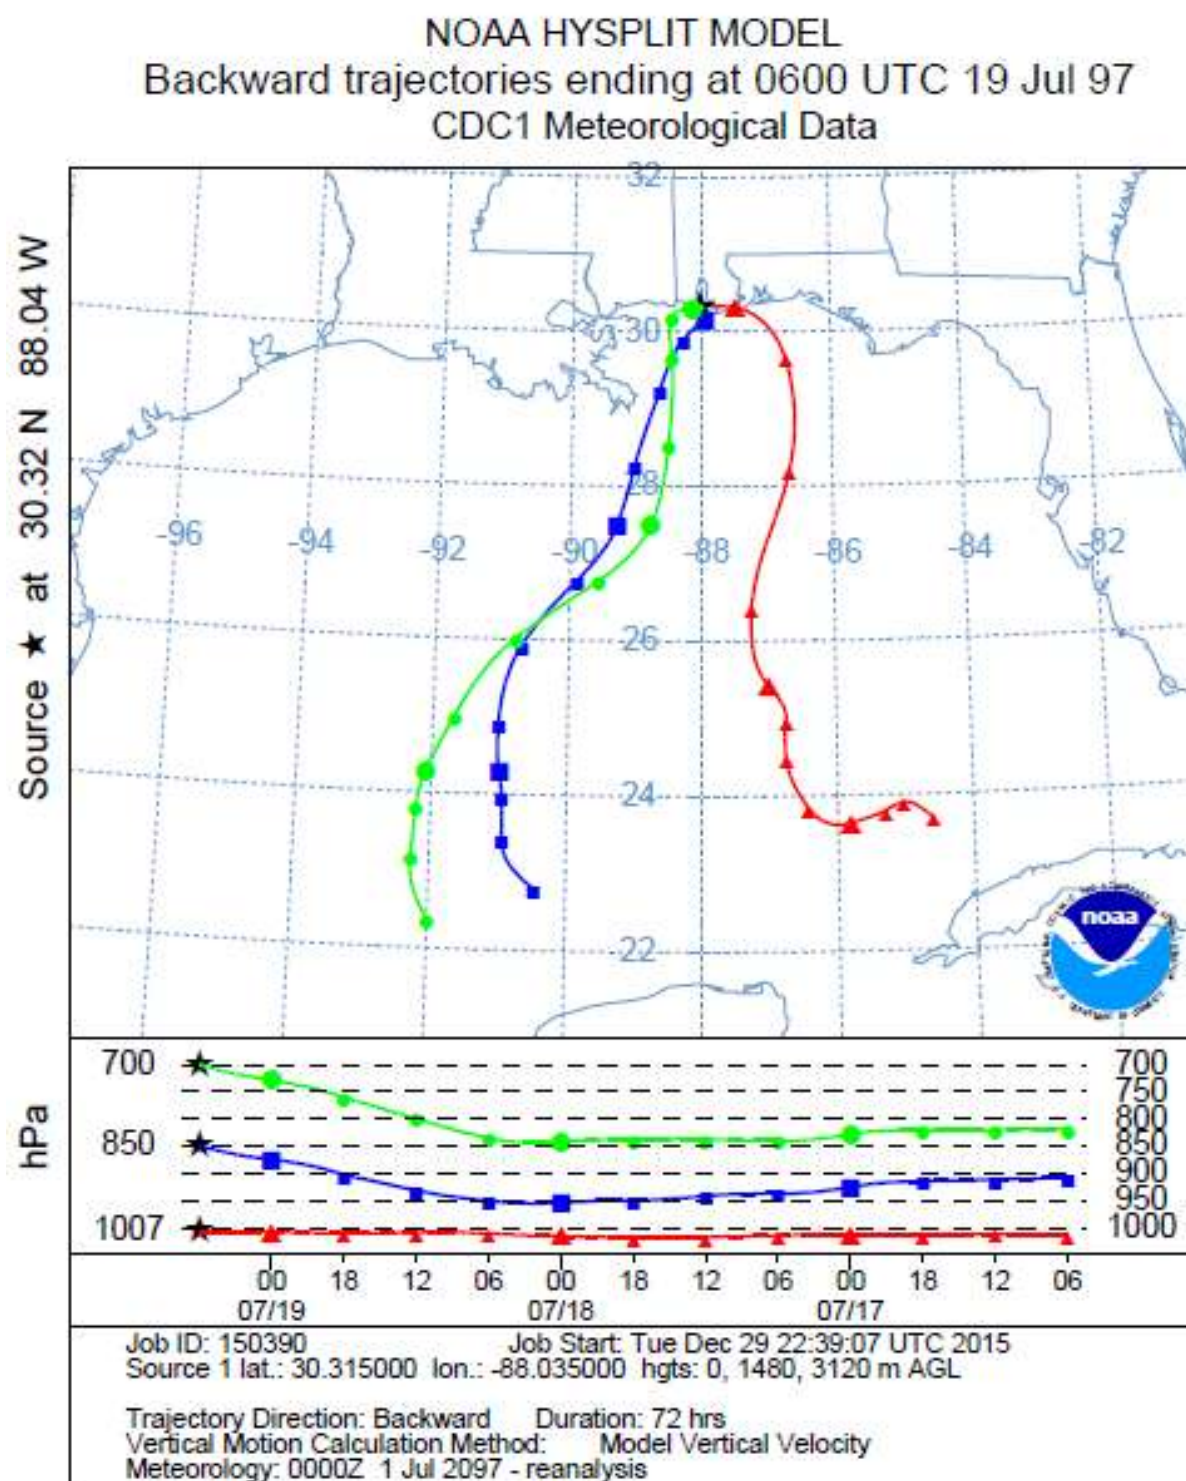 NOAA HYSPLIT MODEL
Backward trajectories ending at 0600 UTC 19 Jul 97
CDC1 Meteorological Data
Source ★ at 30.32 N 88.04 W
32
30
28
-96 -94 -92 -90 -88 -86 -84 -82
26
24
22
noaa
hPa
700 700
750
800
850 850
900
950
1007 1000
00 18 12 06 00 18 12 06 00 18 12 06
07/19 07/18 07/17
Job ID: 150390 Job Start: Tue Dec 29 22:39:07 UTC 2015
Source 1 lat.: 30.315000 lon.: -88.035000 hgts: 0, 1480, 3120 m AGL
Trajectory Direction: Backward Duration: 72 hrs
Vertical Motion Calculation Method: Model Vertical Velocity
Meteorology: 0000Z 1 Jul 2097 - reanalysis